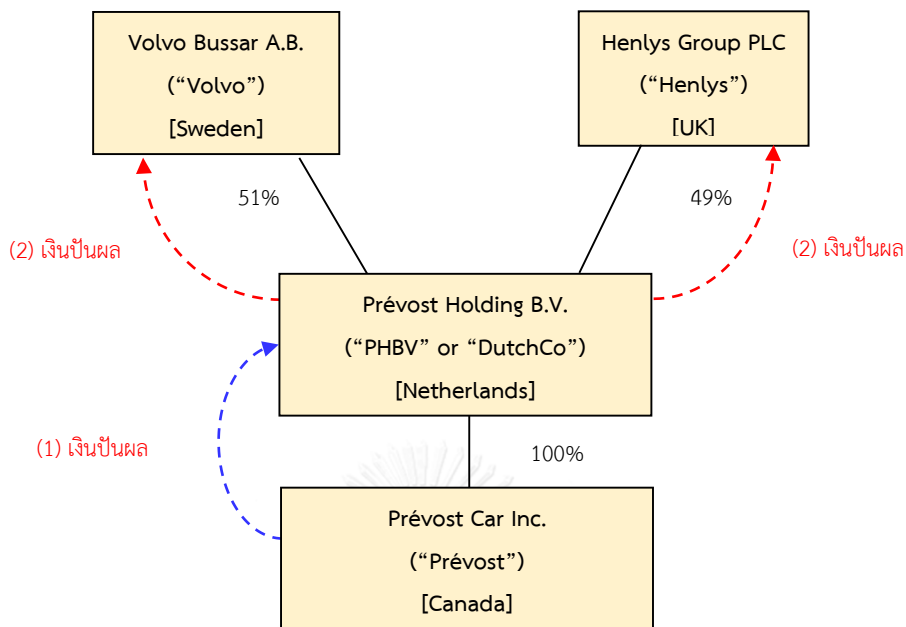 Volvo Bussar A.B.
(“Volvo”)
[Sweden]
Henlys Group PLC
(“Henlys”)
[UK]
51%
49%
(2) เงินปันผล
(2) เงินปันผล
Prévost Holding B.V.
(“PHBV” or “DutchCo”)
[Netherlands]
(1) เงินปันผล
100%
Prévost Car Inc.
(“Prévost”)
[Canada]